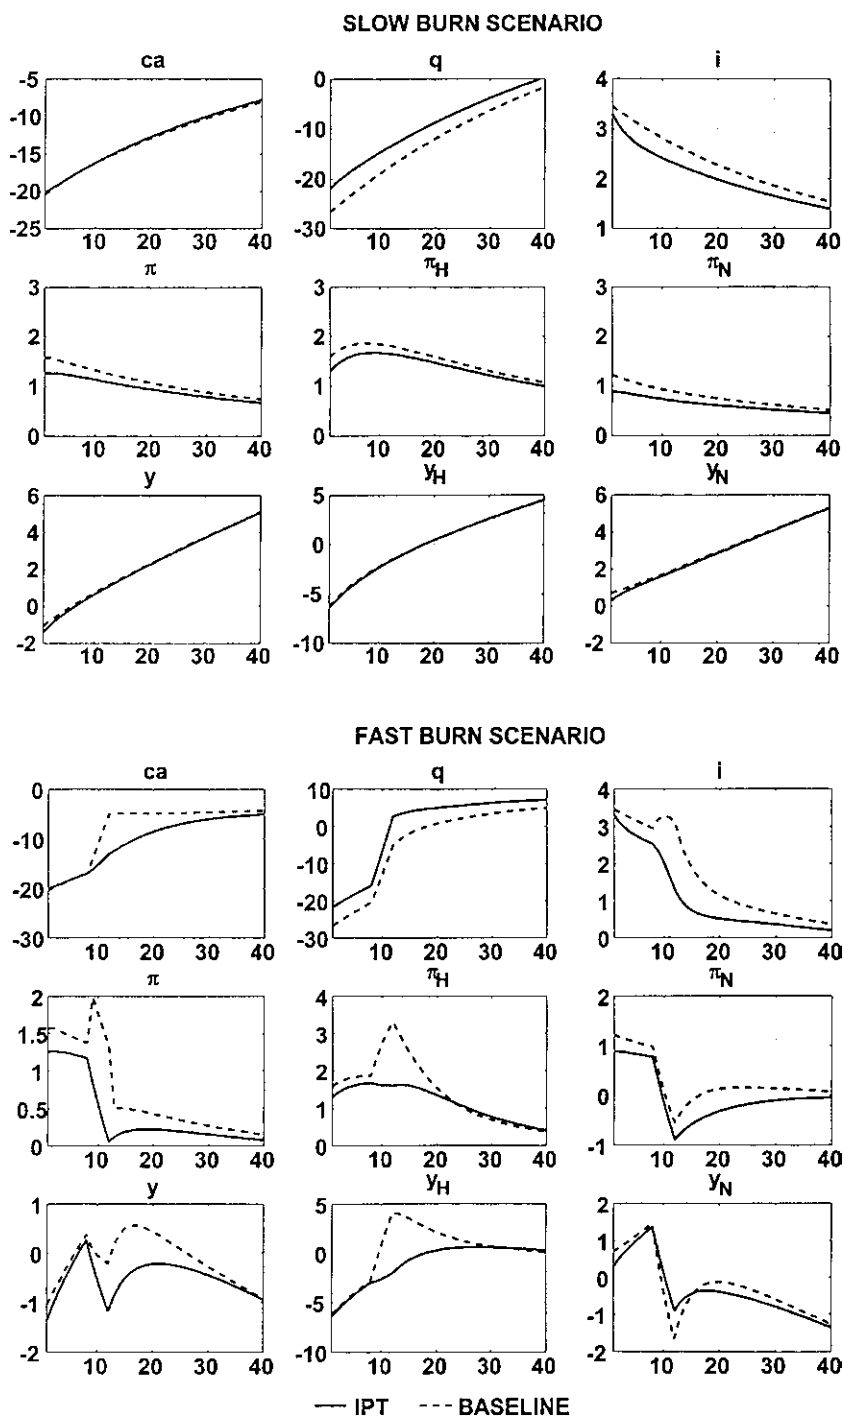 SLOW BURN SCENARIO
ca q i
-5 0 4
-10 -10 3
-15
-20 -20 2
-25 -30 1
10 20 30 40 10 20 30 40 10 20 30 40
π π_H π_N
3 3 3
2 2 2
1 1 1
0 0 0
10 20 30 40 10 20 30 40 10 20 30 40
y y_H y_N
6 5 6
4 0 4
2 2
0 -5 0
-2 -10 -2
10 20 30 40 10 20 30 40 10 20 30 40
FAST BURN SCENARIO
ca q i
0 10 4
0 3
-10 -10 2
-20 -20 1
-30 -30 0
10 20 30 40 10 20 30 40 10 20 30 40
π π_H π_N
2 4 2
1.5 3 1
1 2
0.5 1 0
0 0 -1
10 20 30 40 10 20 30 40 10 20 30 40
y y_H y_N
1 5 2
0 0 1
0
-1 -5 -1
-2 -10 -2
10 20 30 40 10 20 30 40 10 20 30 40
IPT BASELINE